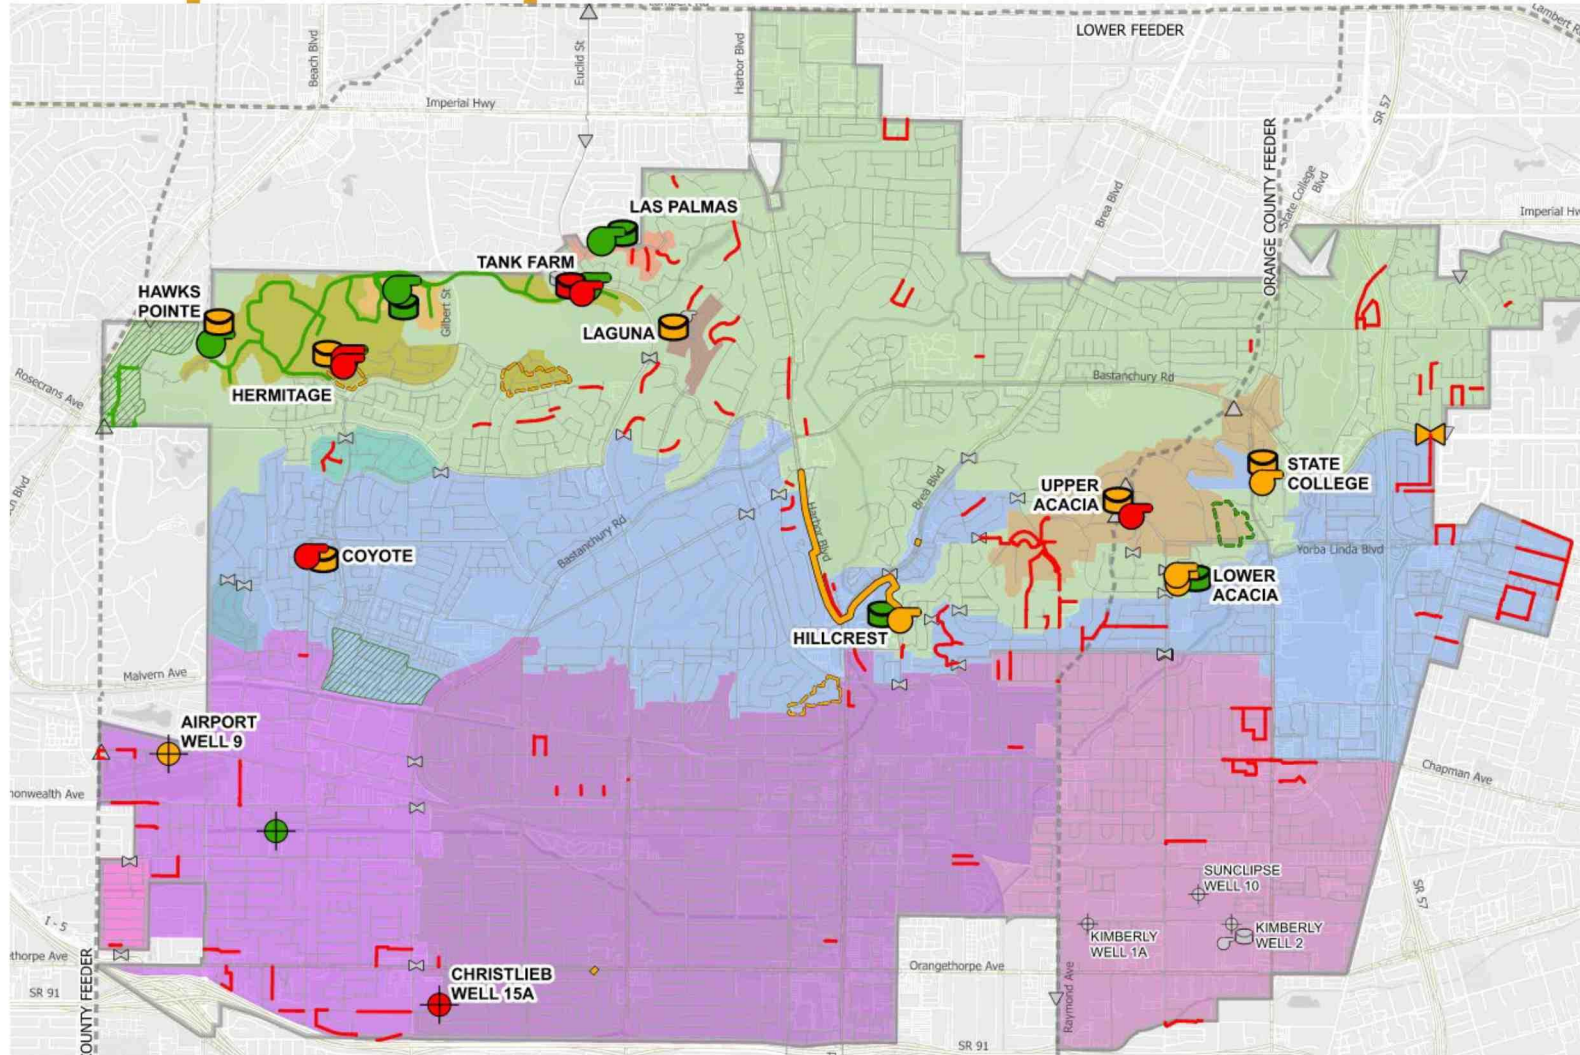 LOWER FEEDER
Lambert Rd
Beach Blvd
Euclid St
Harbor Blvd
Imperial Hwy
SR 57
ORANGE COUNTY FEEDER
State College
Blvd
Brea Blvd
LAS PALMAS
TANK FARM
HAWKS
POINTE
Gilbert St
LAGUNA
HERMITAGE
Rosecrans Ave
Bastanchury Rd
STATE
COLLEGE
UPPER
ACACIA
Brea Blvd
Harbor Blvd
Bastanchury Rd
COYOTE
Yorba Linda Blvd
LOWER
ACACIA
HILLCREST
Malvern Ave
AIRPORT
WELL 9
Chapman Ave
SUNCLIPSE
WELL 10
KIMBERLY
WELL 1A
KIMBERLY
WELL 2
SR 57
I - 5
Orangethorpe Ave
CHRISTLIEB
WELL 15A
SR 91
COUNTY FEEDER
Raymond Ave
SR 91